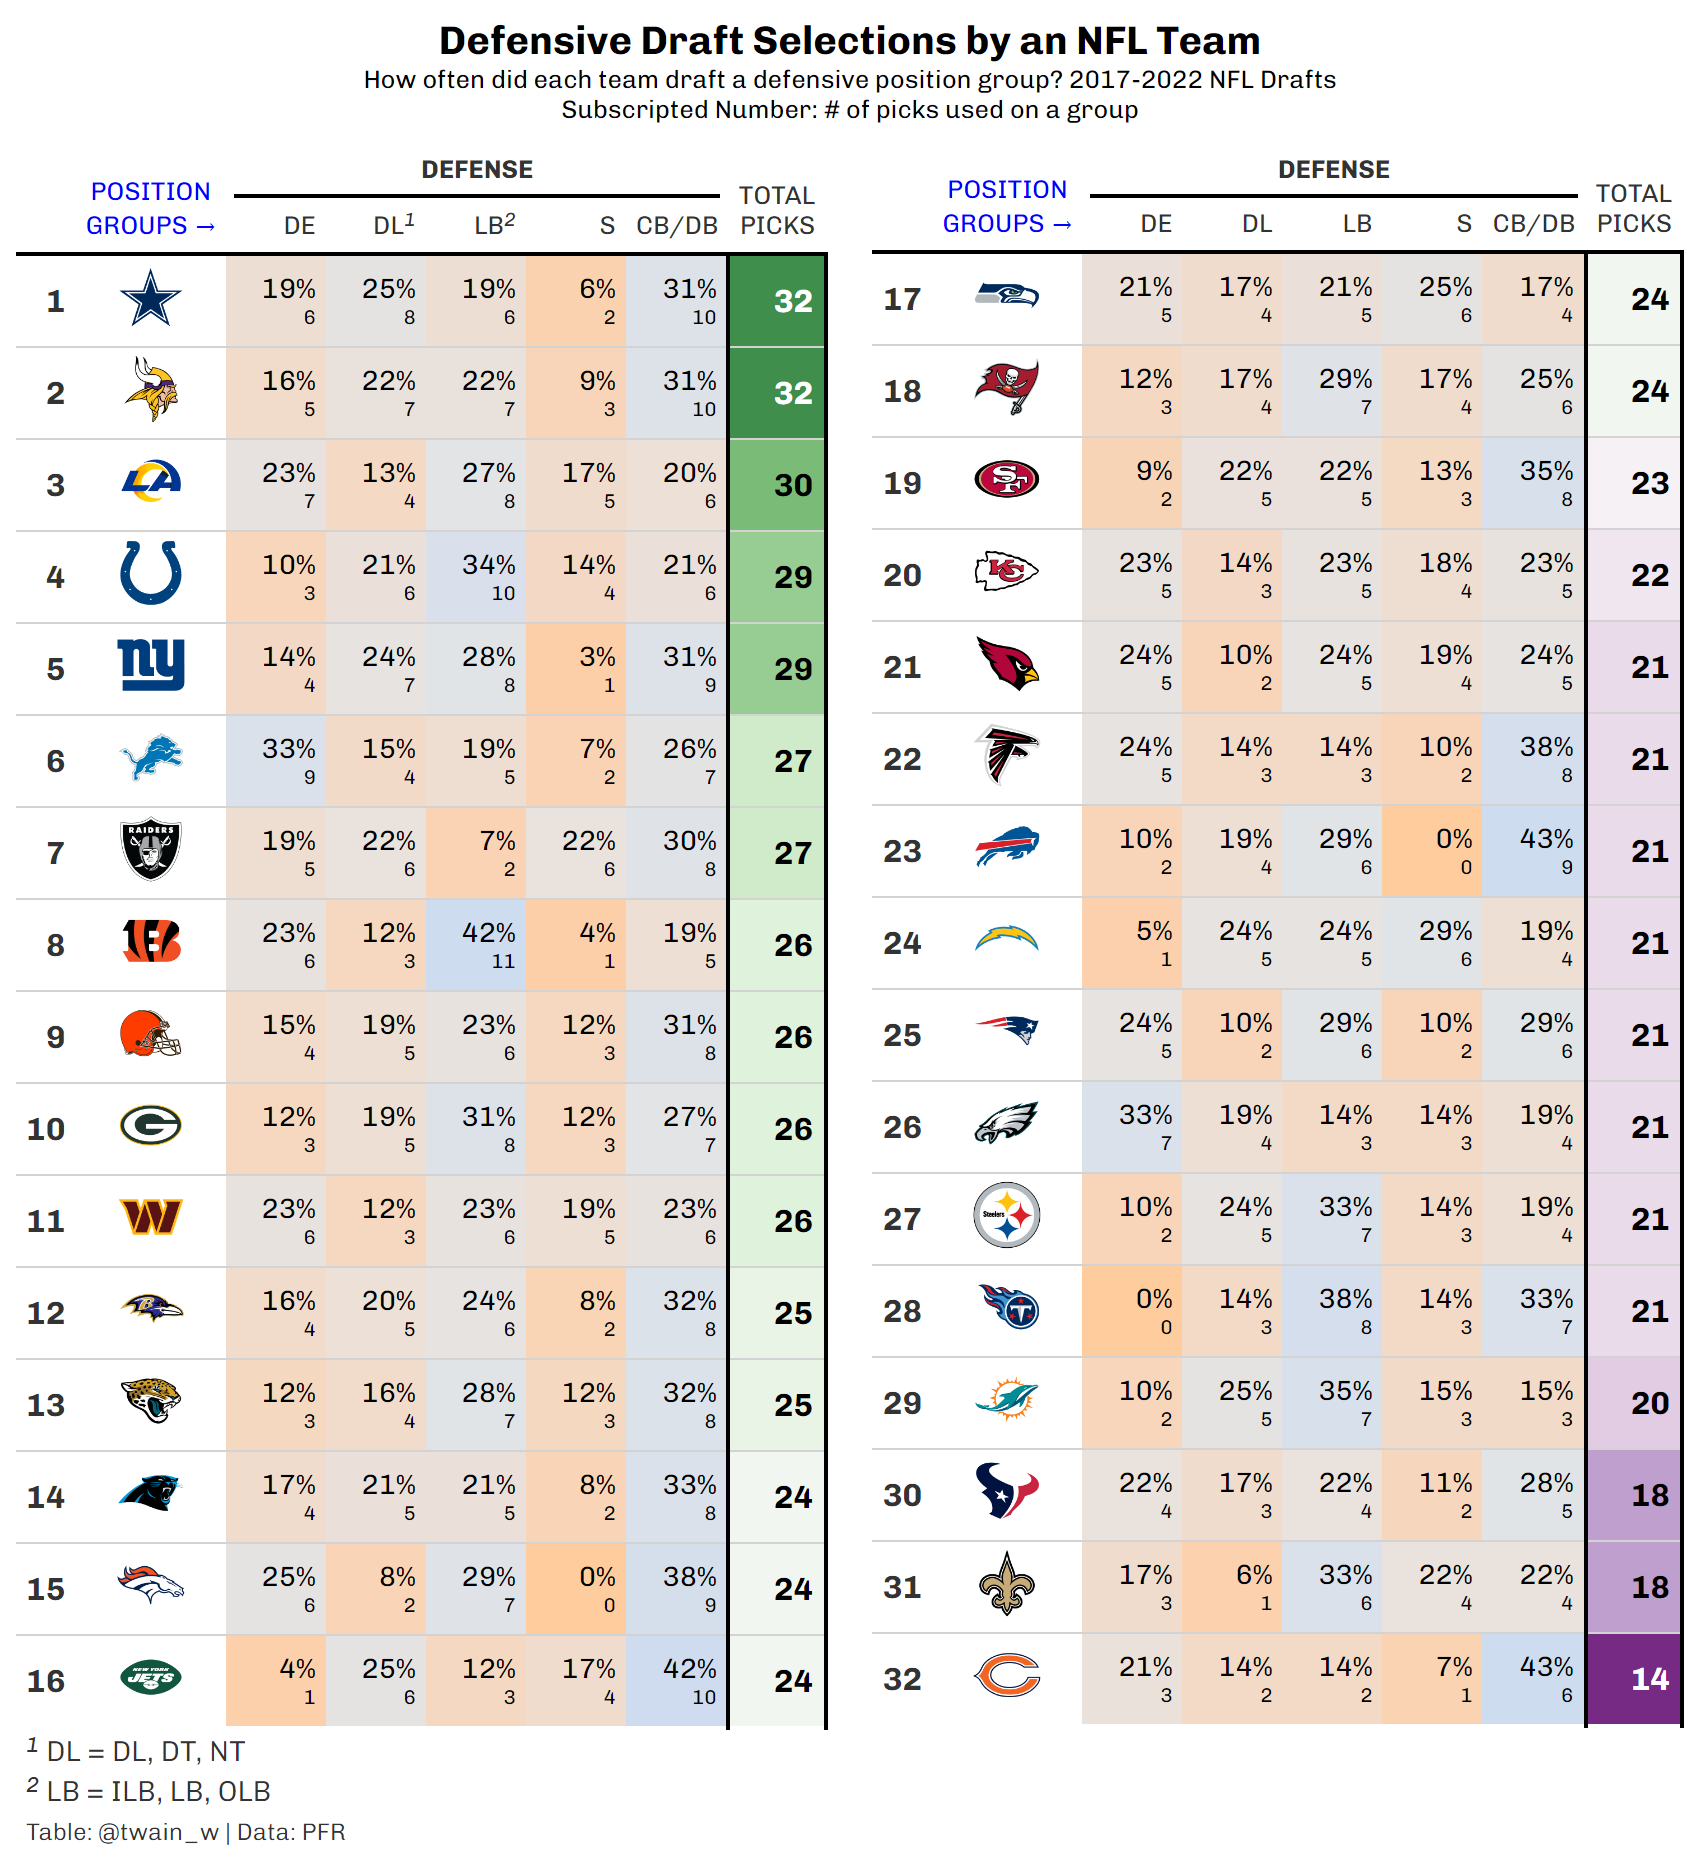 Defensive Draft Selections by an NFL Team
How often did each team draft a defensive position group? 2017-2022 NFL Drafts
Subscripted Number: # of picks used on a group
POSITION GROUPS → DEFENSE TOTAL PICKS
DE DL1 LB2 S CB/DB
1 19% 25% 19% 6% 31% 32
6 8 6 2 10
2 16% 22% 22% 9% 31% 32
5 7 7 3 10
3 LA 23% 13% 27% 17% 20% 30
7 4 8 5 6
4 10% 21% 34% 14% 21% 29
3 6 10 4 6
5 ny 14% 24% 28% 3% 31% 29
4 7 8 1 9
6 33% 15% 19% 7% 26% 27
9 4 5 2 7
7 RAIDERS 19% 22% 7% 22% 30% 27
5 6 2 6 8
8 B 23% 12% 42% 4% 19% 26
6 3 11 1 5
9 15% 19% 23% 12% 31% 26
4 5 6 3 8
10 G 12% 19% 31% 12% 27% 26
3 5 8 3 7
11 W 23% 12% 23% 19% 23% 26
6 3 6 5 6
12 B 16% 20% 24% 8% 32% 25
4 5 6 2 8
13 12% 16% 28% 12% 32% 25
3 4 7 3 8
14 17% 21% 21% 8% 33% 24
4 5 5 2 8
15 25% 8% 29% 0% 38% 24
6 2 7 0 9
16 NEW YORK JETS 4% 25% 12% 17% 42% 24
1 6 3 4 10
POSITION GROUPS → DEFENSE TOTAL PICKS
DE DL LB S CB/DB
17 21% 17% 21% 25% 17% 24
5 4 5 6 4
18 12% 17% 29% 17% 25% 24
3 4 7 4 6
19 SF 9% 22% 22% 13% 35% 23
2 5 5 3 8
20 KC 23% 14% 23% 18% 23% 22
5 3 5 4 5
21 24% 10% 24% 19% 24% 21
5 2 5 4 5
22 24% 14% 14% 10% 38% 21
5 3 3 2 8
23 10% 19% 29% 0% 43% 21
2 4 6 0 9
24 5% 24% 24% 29% 19% 21
1 5 5 6 4
25 24% 10% 29% 10% 29% 21
5 2 6 2 6
26 33% 19% 14% 14% 19% 21
7 4 3 3 4
27 Steelers 10% 24% 33% 14% 19% 21
2 5 7 3 4
28 T 0% 14% 38% 14% 33% 21
0 3 8 3 7
29 10% 25% 35% 15% 15% 20
2 5 7 3 3
30 22% 17% 22% 11% 28% 18
4 3 4 2 5
31 17% 6% 33% 22% 22% 18
3 1 6 4 4
32 C 21% 14% 14% 7% 43% 14
3 2 2 1 6
1 DL = DL, DT, NT
2 LB = ILB, LB, OLB
Table: @twain_w | Data: PFR